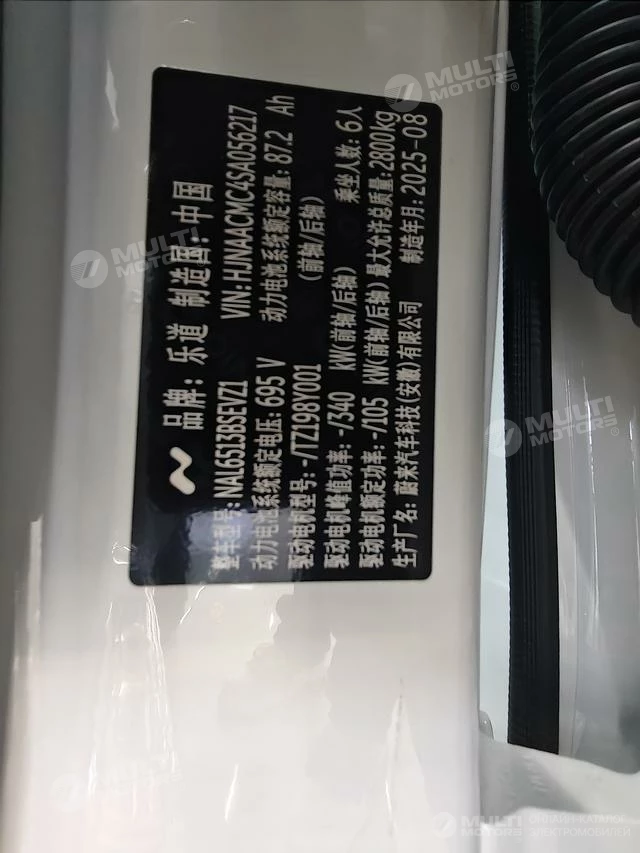 品牌：乐道 制造国：中国
整车型号：NAL6513BSEVZ1 VIN:HJNAACMC4SA056217
动力电池系统额定电压：695 V 动力电池系统额定容量：87.2 Ah
驱动电机型号：-/TZ198Y001 (前轴/后轴)
驱动电机峰值功率：-/340 kW(前轴/后轴) 乘坐人数：6人
驱动电机额定功率：-/105 kW(前轴/后轴) 最大允许总质量：2800kg
生产厂名：蔚来汽车科技(安徽)有限公司 制造年月：2025-08
MULTI MOTORS
MULTI MOTORS
MULTI MOTORS
MULTI MOTORS
MULTI MOTORS ОНЛАЙН-КАТАЛОГ ЭЛЕКТРОМОБИЛЕЙ